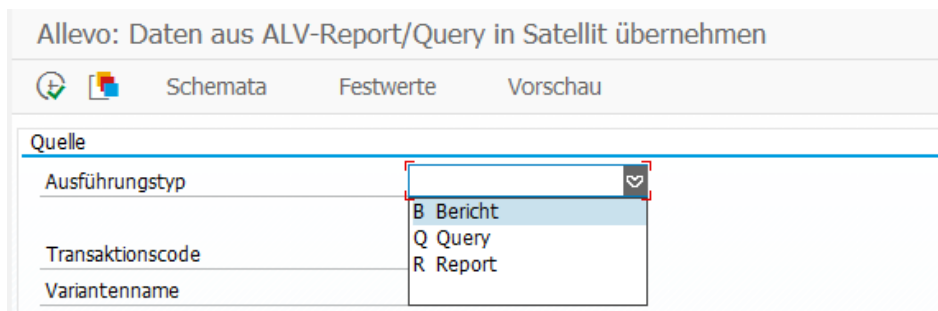 Allevo: Daten aus ALV-Report/Query in Satellit übernehmen
Schemata Festwerte Vorschau
Quelle
Ausführungstyp
B Bericht
Q Query
Transaktionscode
R Report
Variantenname